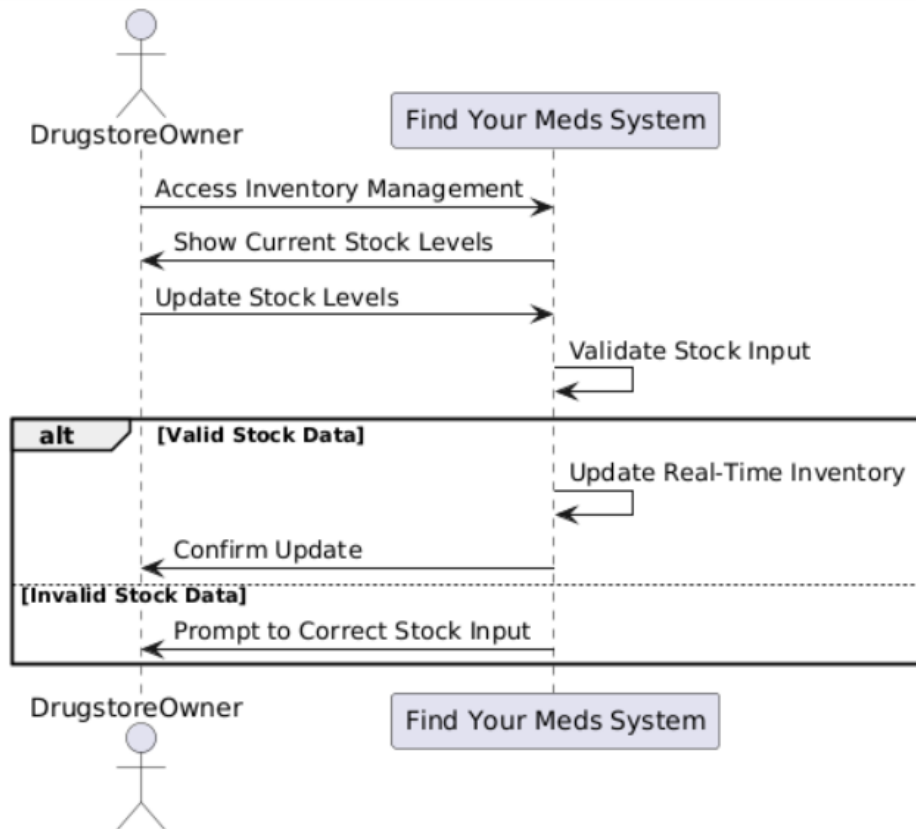 DrugstoreOwner
Find Your Meds System
Access Inventory Management
Show Current Stock Levels
Update Stock Levels
Validate Stock Input
alt
[Valid Stock Data]
Update Real-Time Inventory
Confirm Update
[Invalid Stock Data]
Prompt to Correct Stock Input
DrugstoreOwner
Find Your Meds System